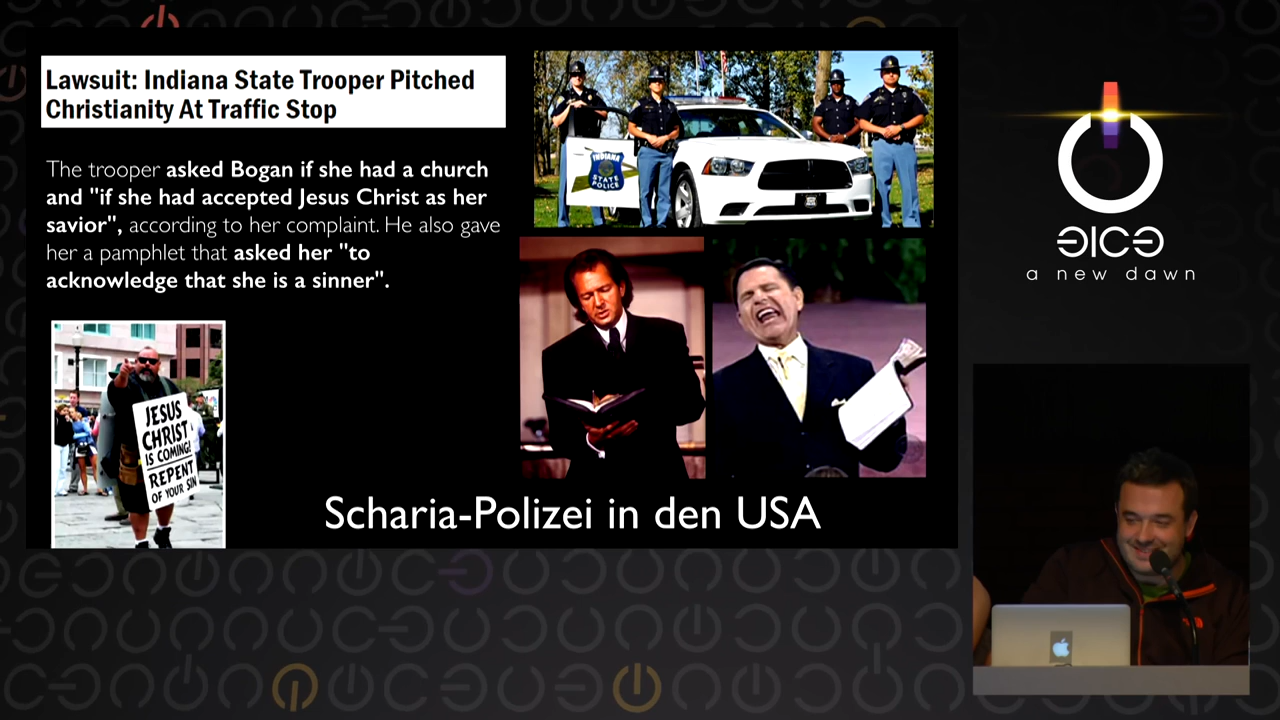 Lawsuit: Indiana State Trooper Pitched
Christianity At Traffic Stop
The trooper asked Bogan if she had a church
and "if she had accepted Jesus Christ as her
savior", according to her complaint. He also gave
her a pamphlet that asked her "to
acknowledge that she is a sinner".
INDIANA
STATE
POLICE
JESUS
CHRIST
IS COMING!
REPENT
OF YOUR SIN
Scharia-Polizei in den USA
a new dawn